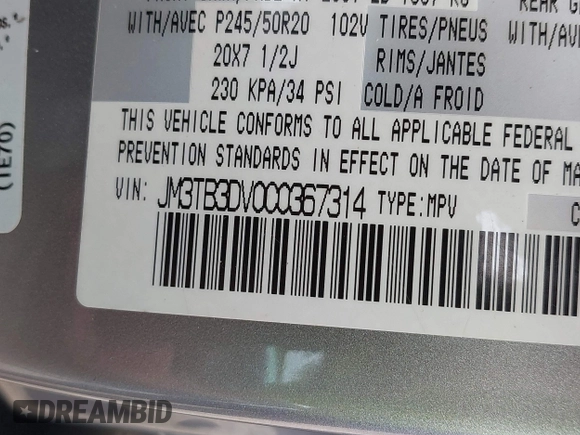 WITH/AVEC P245/50R20 102V TIRES/PNEUS WITH/AV
20X7 1/2J RIMS/JANTES
230 KPA/34 PSI COLD/A FROID
THIS VEHICLE CONFORMS TO ALL APPLICABLE FEDERAL
PREVENTION STANDARDS IN EFFECT ON THE DATE OF MA
VIN: JM3TB3DV0C0367314 TYPE:MPV C
DREAMBID